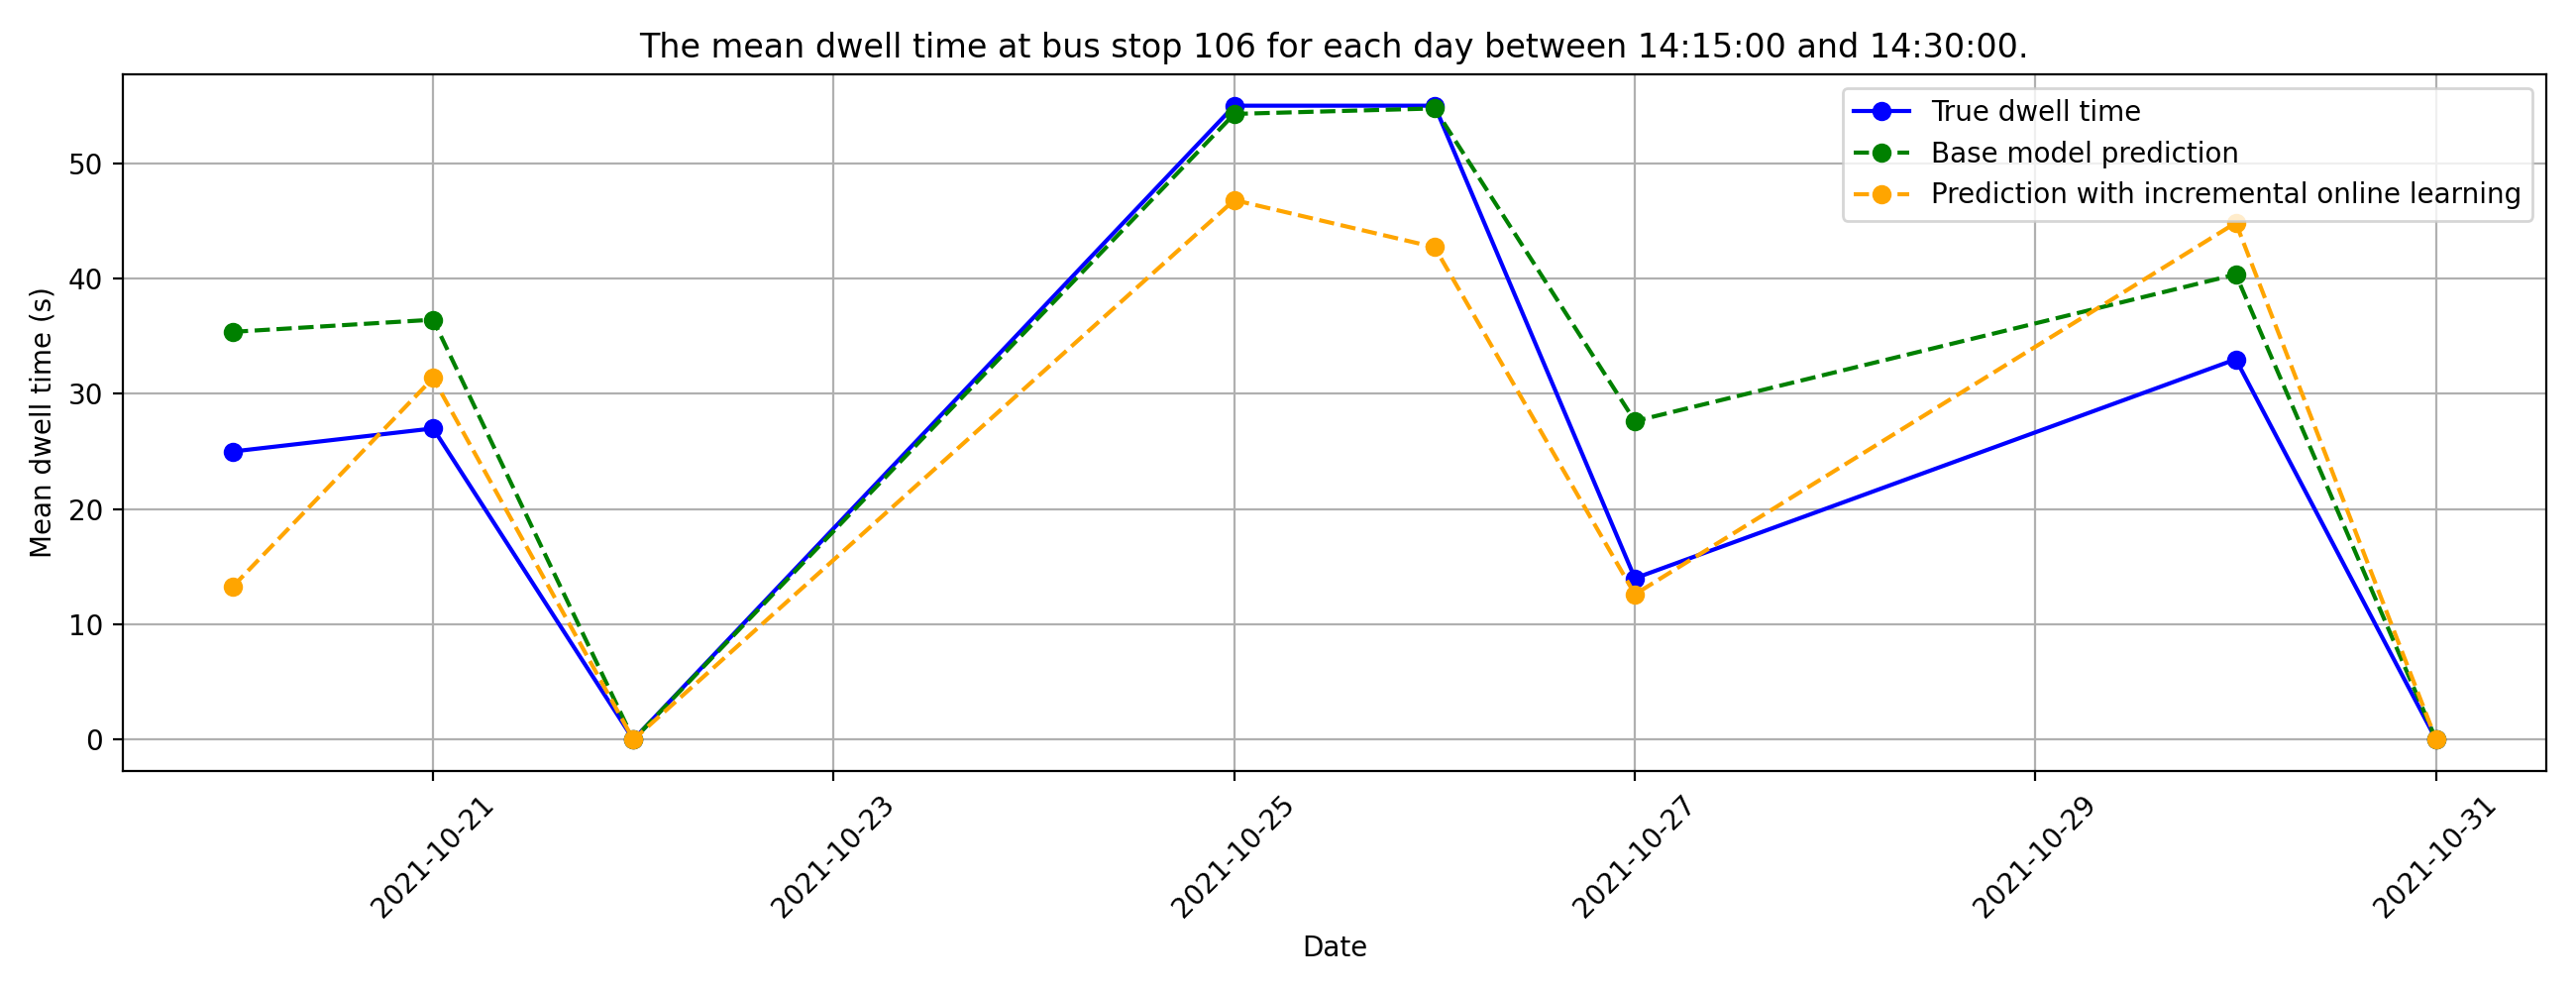 The mean dwell time at bus stop 106 for each day between 14:15:00 and 14:30:00.
True dwell time
Base model prediction
Prediction with incremental online learning
Mean dwell time (s)
50
40
30
20
10
0
2021-10-21
2021-10-23
2021-10-25
2021-10-27
2021-10-29
2021-10-31
Date